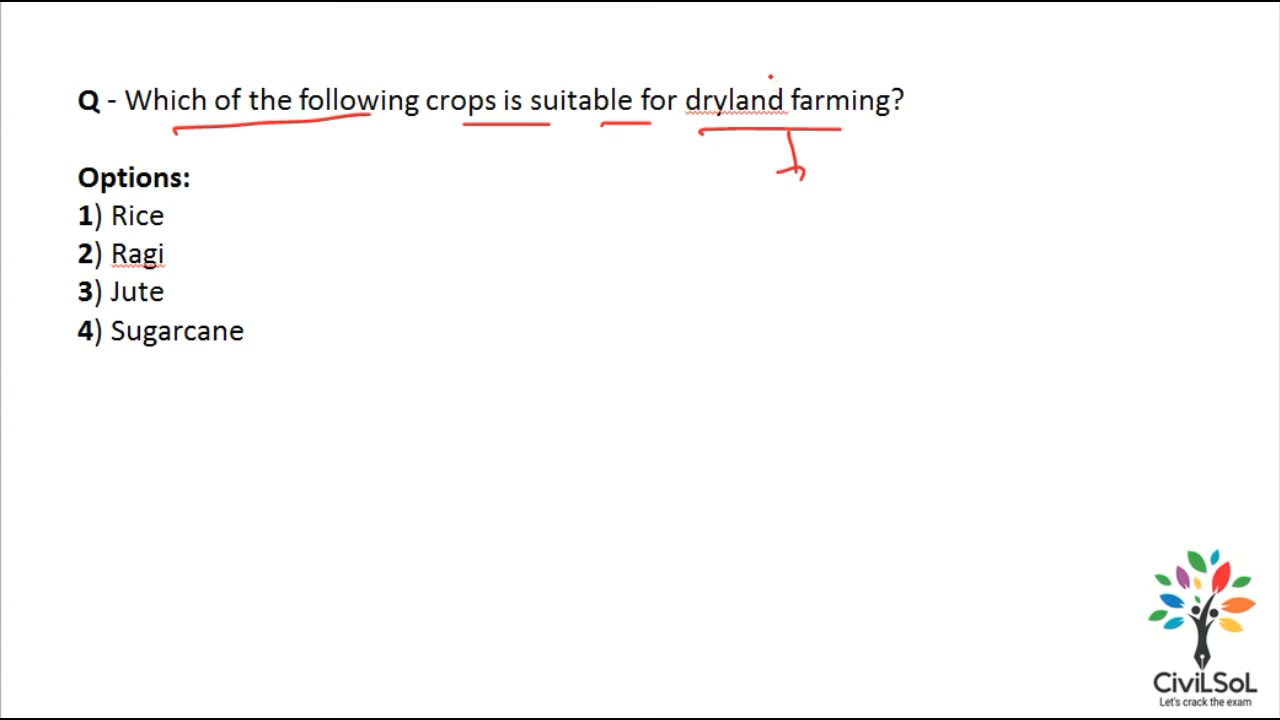 Q - Which of the following crops is suitable for dryland farming?
Options:
1) Rice
2) Ragi
3) Jute
4) Sugarcane
CiviLSoL
Let's crack the exam